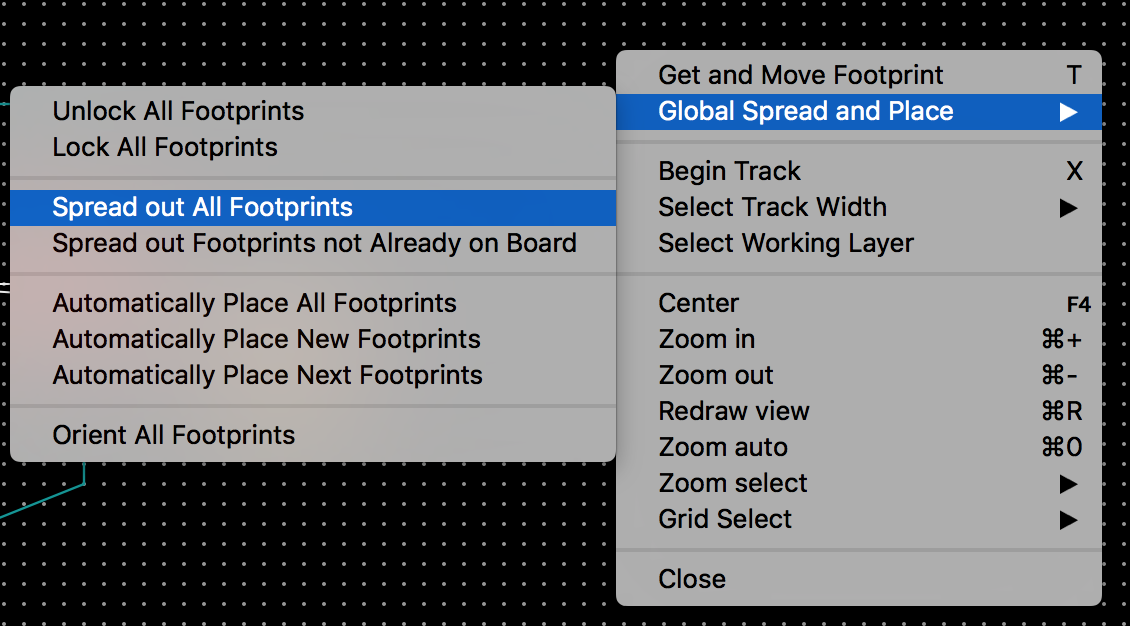 Unlock All Footprints
Lock All Footprints
Spread out All Footprints
Spread out Footprints not Already on Board
Automatically Place All Footprints
Automatically Place New Footprints
Automatically Place Next Footprints
Orient All Footprints
Get and Move Footprint T
Global Spread and Place ▶
Begin Track X
Select Track Width ▶
Select Working Layer
Center F4
Zoom in ⌘+
Zoom out ⌘-
Redraw view ⌘R
Zoom auto ⌘0
Zoom select ▶
Grid Select ▶
Close